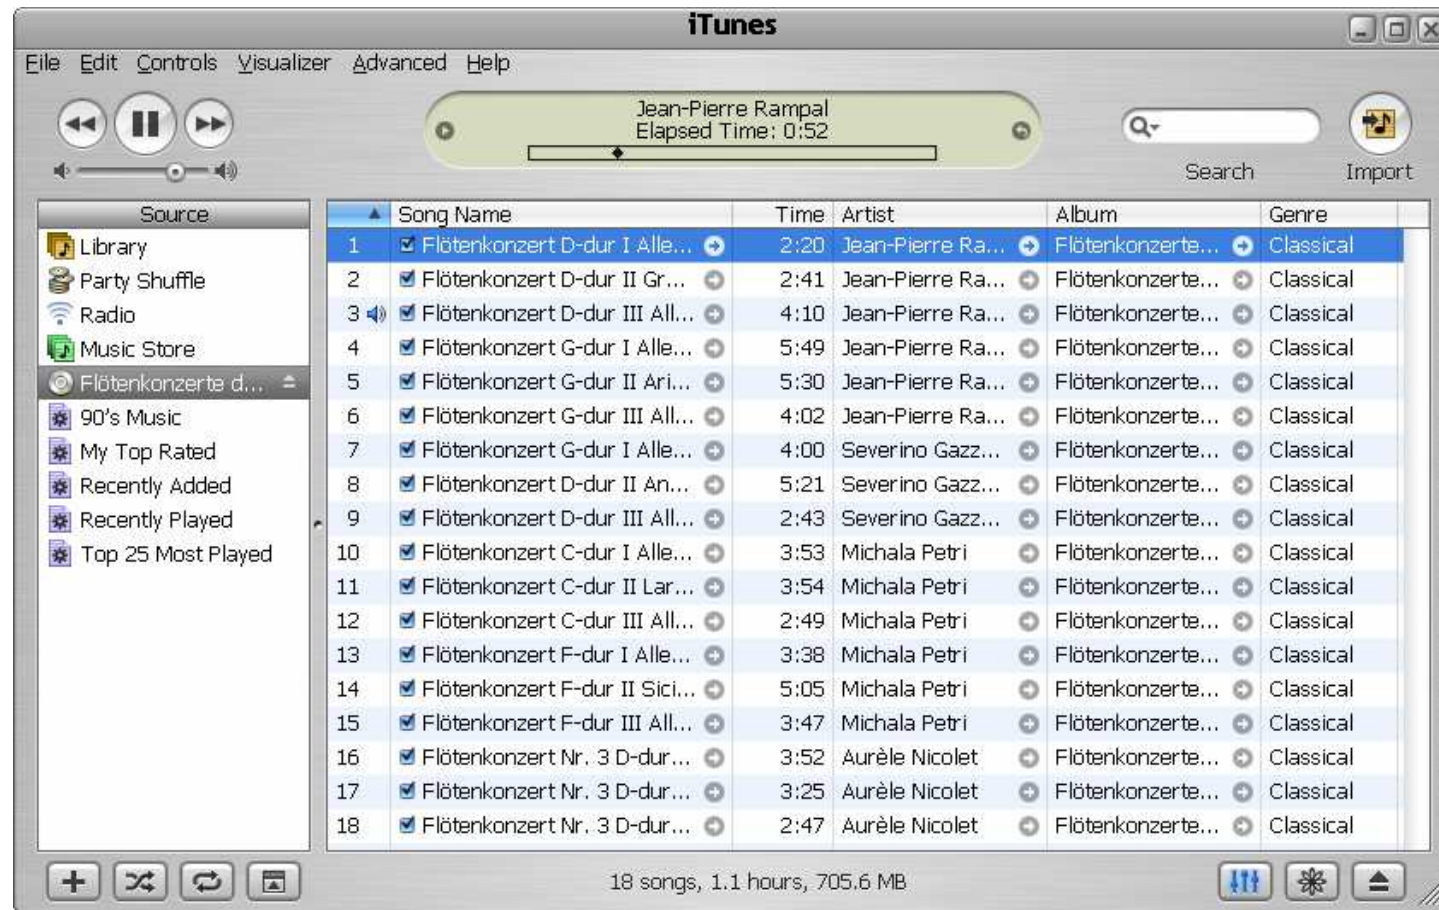 iTunes
File Edit Controls Visualizer Advanced Help
Jean-Pierre Rampal
Elapsed Time: 0:52
Search Import
Source
Library
Party Shuffle
Radio
Music Store
Flötenkonzerte d...
90's Music
My Top Rated
Recently Added
Recently Played
Top 25 Most Played
Song Name Time Artist Album Genre
1 Flötenkonzert D-dur I Alle... 2:20 Jean-Pierre Ra... Flötenkonzerte... Classical
2 Flötenkonzert D-dur II Gr... 2:41 Jean-Pierre Ra... Flötenkonzerte... Classical
3 Flötenkonzert D-dur III All... 4:10 Jean-Pierre Ra... Flötenkonzerte... Classical
4 Flötenkonzert G-dur I Alle... 5:49 Jean-Pierre Ra... Flötenkonzerte... Classical
5 Flötenkonzert G-dur II Ari... 5:30 Jean-Pierre Ra... Flötenkonzerte... Classical
6 Flötenkonzert G-dur III All... 4:02 Jean-Pierre Ra... Flötenkonzerte... Classical
7 Flötenkonzert G-dur I Alle... 4:00 Severino Gazz... Flötenkonzerte... Classical
8 Flötenkonzert D-dur II An... 5:21 Severino Gazz... Flötenkonzerte... Classical
9 Flötenkonzert D-dur III All... 2:43 Severino Gazz... Flötenkonzerte... Classical
10 Flötenkonzert C-dur I Alle... 3:53 Michala Petri Flötenkonzerte... Classical
11 Flötenkonzert C-dur II Lar... 3:54 Michala Petri Flötenkonzerte... Classical
12 Flötenkonzert C-dur III All... 2:49 Michala Petri Flötenkonzerte... Classical
13 Flötenkonzert F-dur I Alle... 3:38 Michala Petri Flötenkonzerte... Classical
14 Flötenkonzert F-dur II Sici... 5:05 Michala Petri Flötenkonzerte... Classical
15 Flötenkonzert F-dur III All... 3:47 Michala Petri Flötenkonzerte... Classical
16 Flötenkonzert Nr. 3 D-dur... 3:52 Aurèle Nicolet Flötenkonzerte... Classical
17 Flötenkonzert Nr. 3 D-dur... 3:25 Aurèle Nicolet Flötenkonzerte... Classical
18 Flötenkonzert Nr. 3 D-dur... 2:47 Aurèle Nicolet Flötenkonzerte... Classical
18 songs, 1.1 hours, 705.6 MB